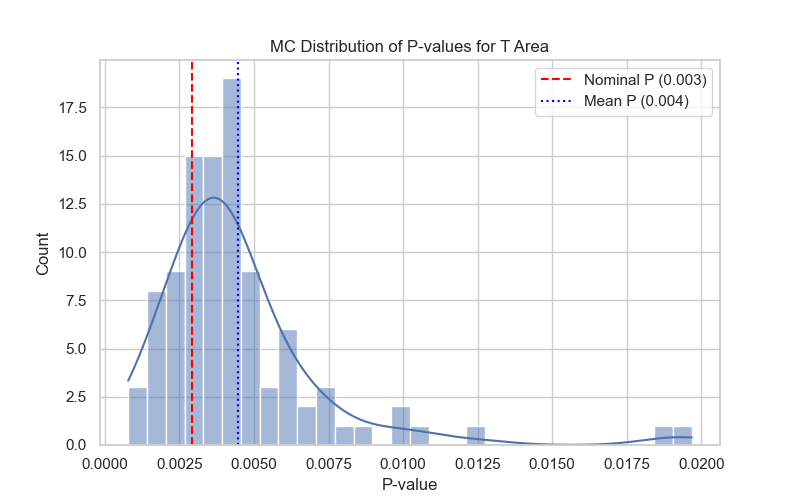 MC Distribution of P-values for T Area
Nominal P (0.003)
Mean P (0.004)
Count
17.5
15.0
12.5
10.0
7.5
5.0
2.5
0.0
0.0000 0.0025 0.0050 0.0075 0.0100 0.0125 0.0150 0.0175 0.0200
P-value